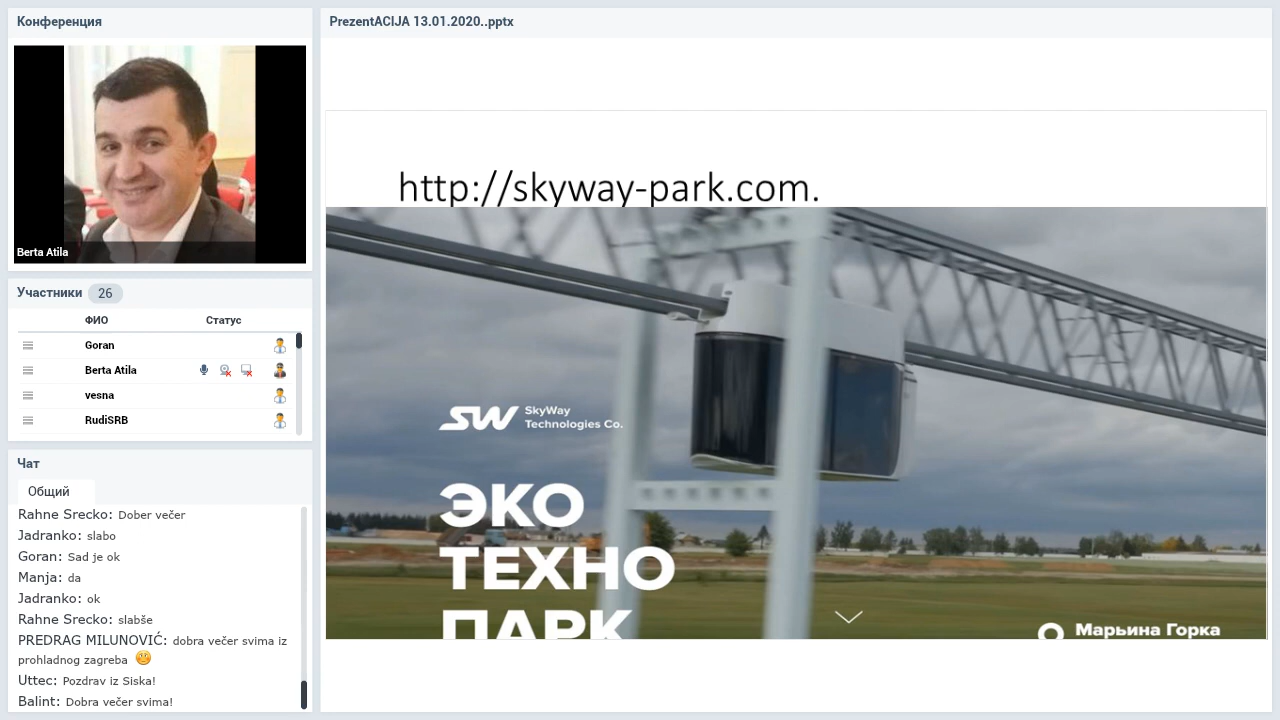 Конференция
Berta Atila
Участники 26
ФИО Статус
Goran
Berta Atila
vesna
RudiSRB
Чат
Общий
Rahne Srecko: Dober večer
Jadranko: slabo
Goran: Sad je ok
Manja: da
Jadranko: ok
Rahne Srecko: slabše
PREDRAG MILUNOVIĆ: dobra večer svima iz
prohladnog zagreba
Uttec: Pozdrav iz Siska!
Balint: Dobra večer svima!
PrezentACIJA 13.01.2020..pptx
http://skyway-park.com.
SW SkyWay
Technologies Co.
ЭКО
ТЕХНО
ПАРК
Марьина Горка